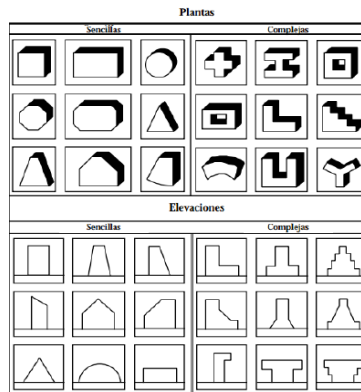 Plantas
Sencillas
Complejas
Elevaciones
Sencillas
Complejas